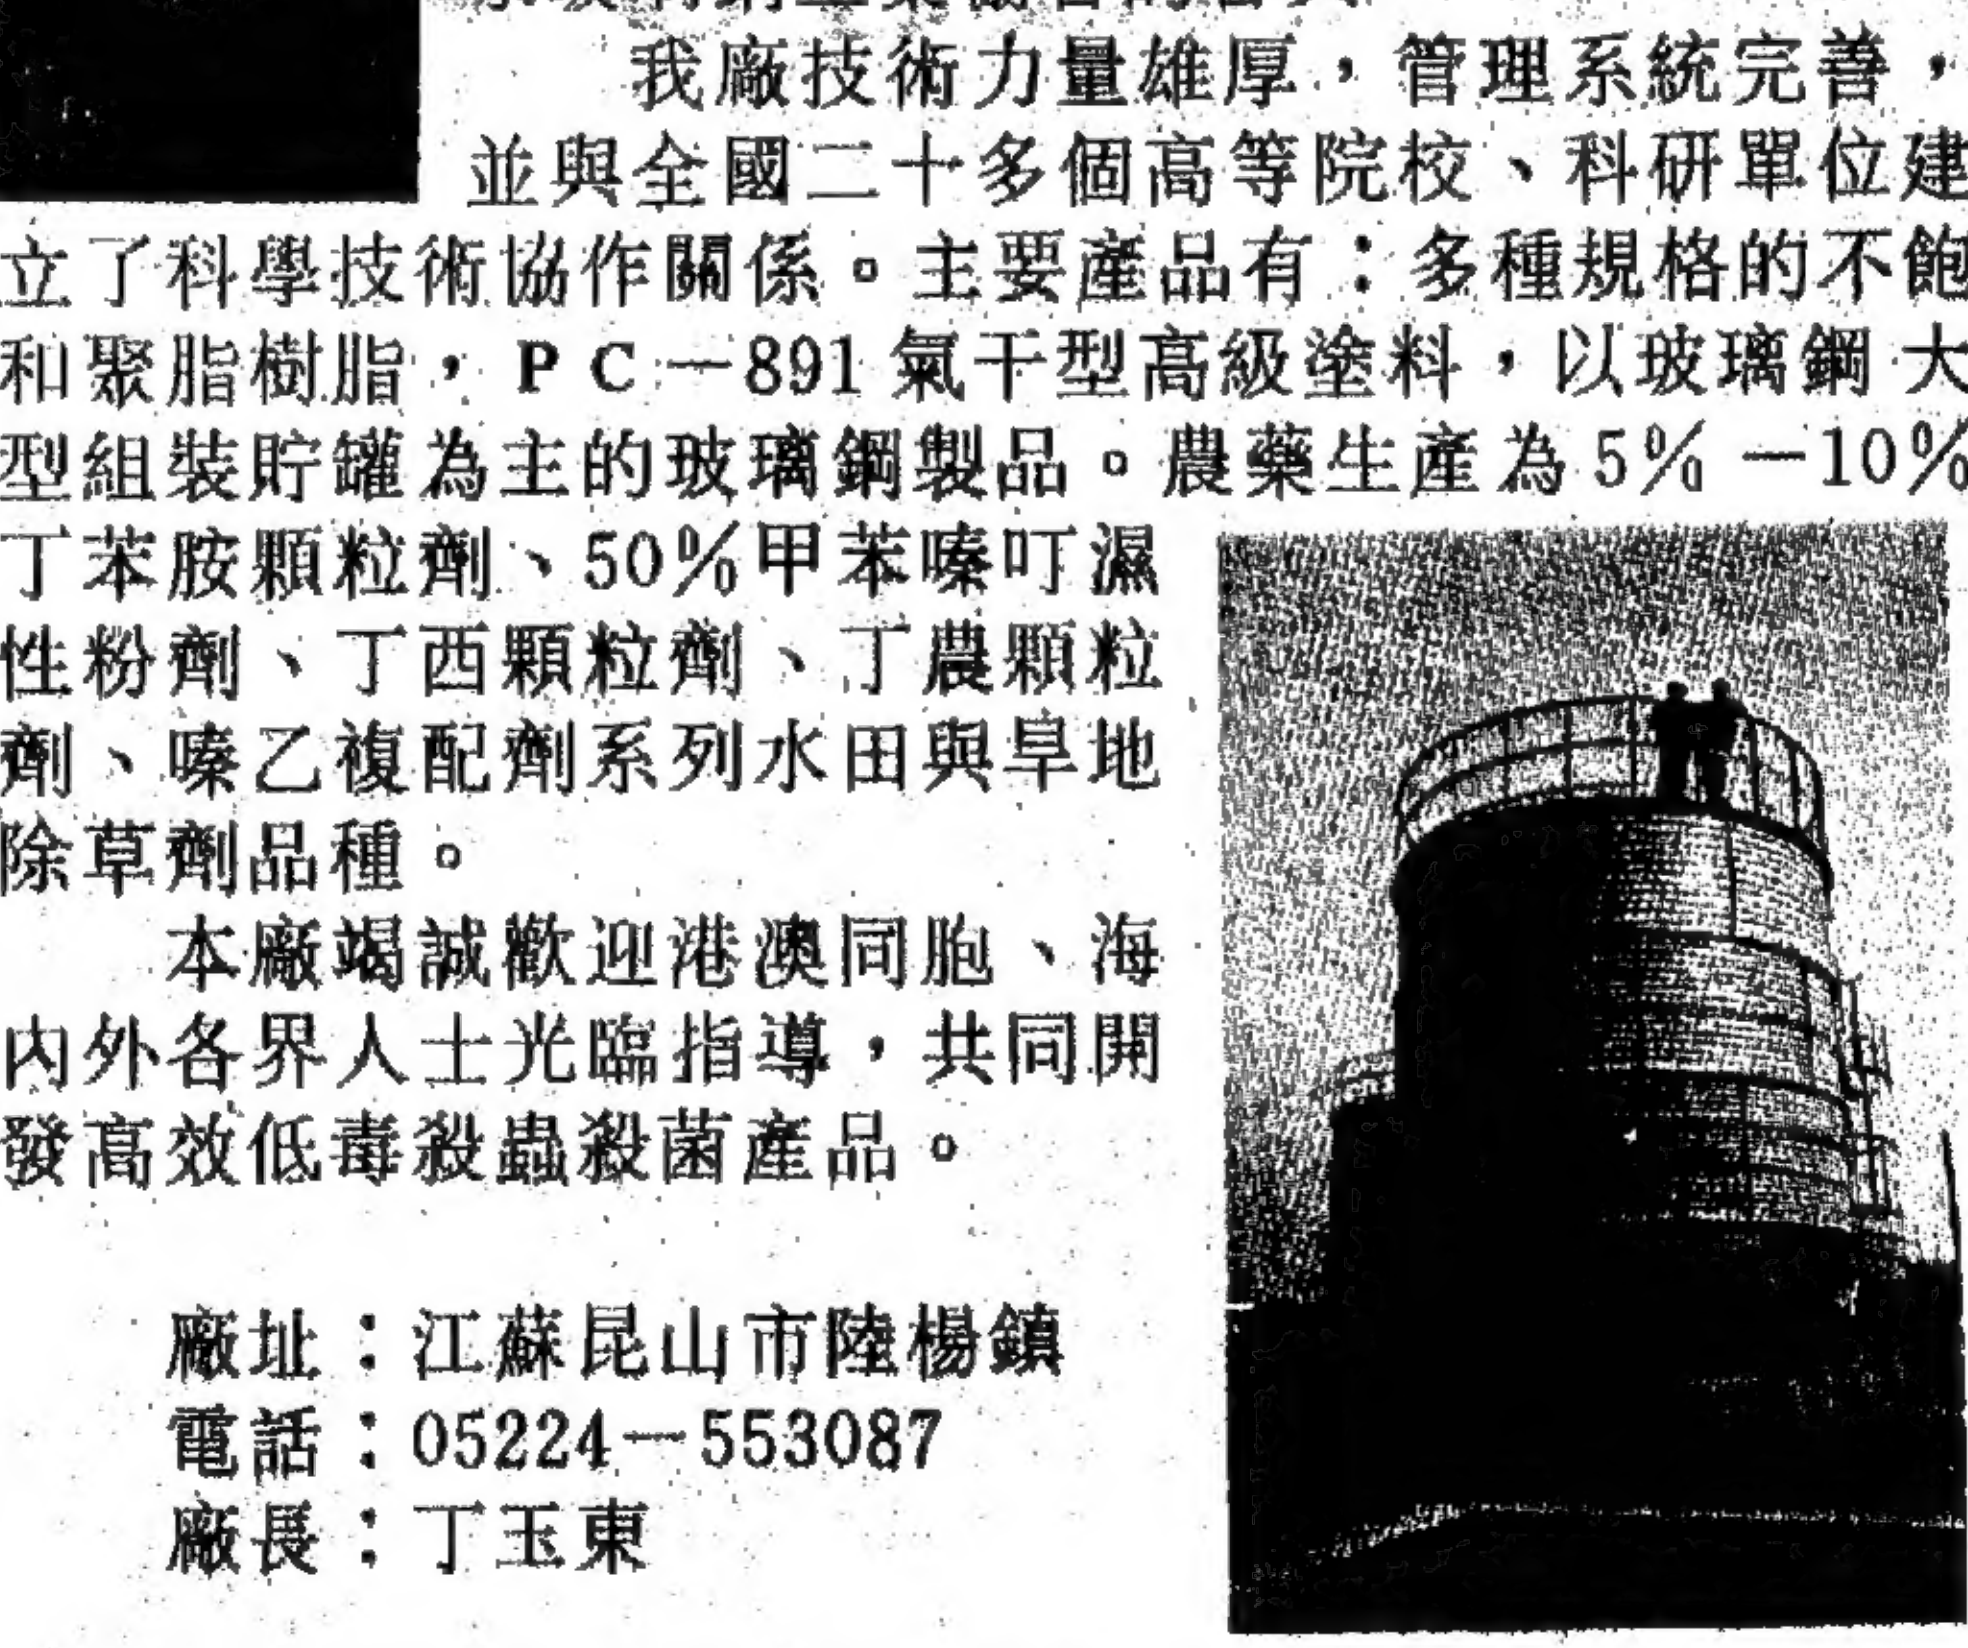 我廠技術力量雄厚，管理系統完善，
並與全國二十多個高等院校、科研單位建
立了科學技術協作關係。主要產品有：多種規格的不飽
和聚脂樹脂，PC—891氣干型高級塗料，以玻璃鋼大
型組裝貯罐為主的玻璃鋼製品。農藥生產為5%—10%
丁苯胺顆粒劑、50%甲苯嗪叮濕
性粉劑、丁西顆粒劑、丁農顆粒
劑、嗪乙複配劑系列水田與旱地
除草劑品種。
本廠竭誠歡迎港澳同胞、海
內外各界人士光臨指導，共同開
發高效低毒殺蟲殺菌產品。
廠址：江蘇昆山市陸楊鎮
電話：05224—553087
廠長：丁玉東